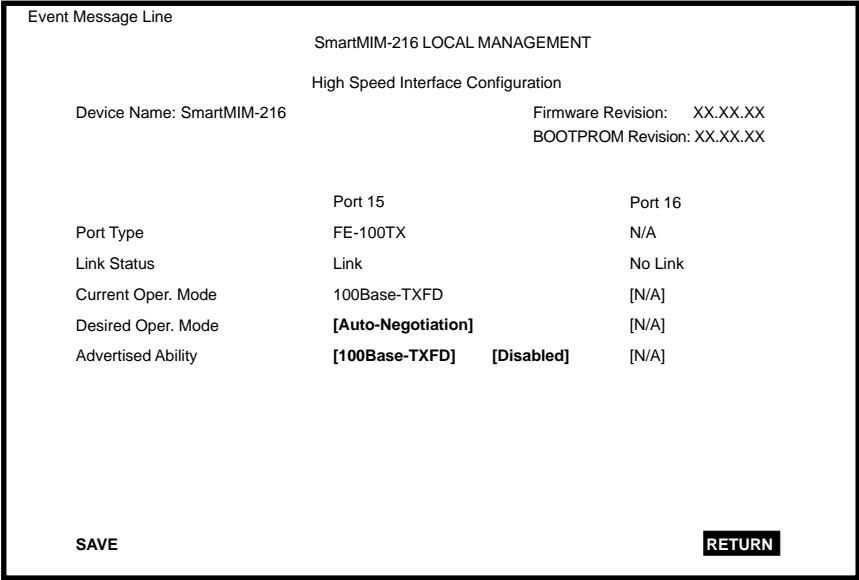 Event Message Line
SmartMIM-216 LOCAL MANAGEMENT
High Speed Interface Configuration
Device Name: SmartMIM-216 Firmware Revision: XX.XX.XX
BOOTPROM Revision: XX.XX.XX
Port 15 Port 16
Port Type FE-100TX N/A
Link Status Link No Link
Current Oper. Mode 100Base-TXFD [N/A]
Desired Oper. Mode [Auto-Negotiation] [N/A]
Advertised Ability [100Base-TXFD] [Disabled] [N/A]
SAVE RETURN